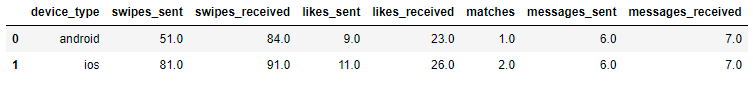 device_type swipes_sent swipes_received likes_sent likes_received matches messages_sent messages_received
0 android 51.0 84.0 9.0 23.0 1.0 6.0 7.0
1 ios 81.0 91.0 11.0 26.0 2.0 6.0 7.0